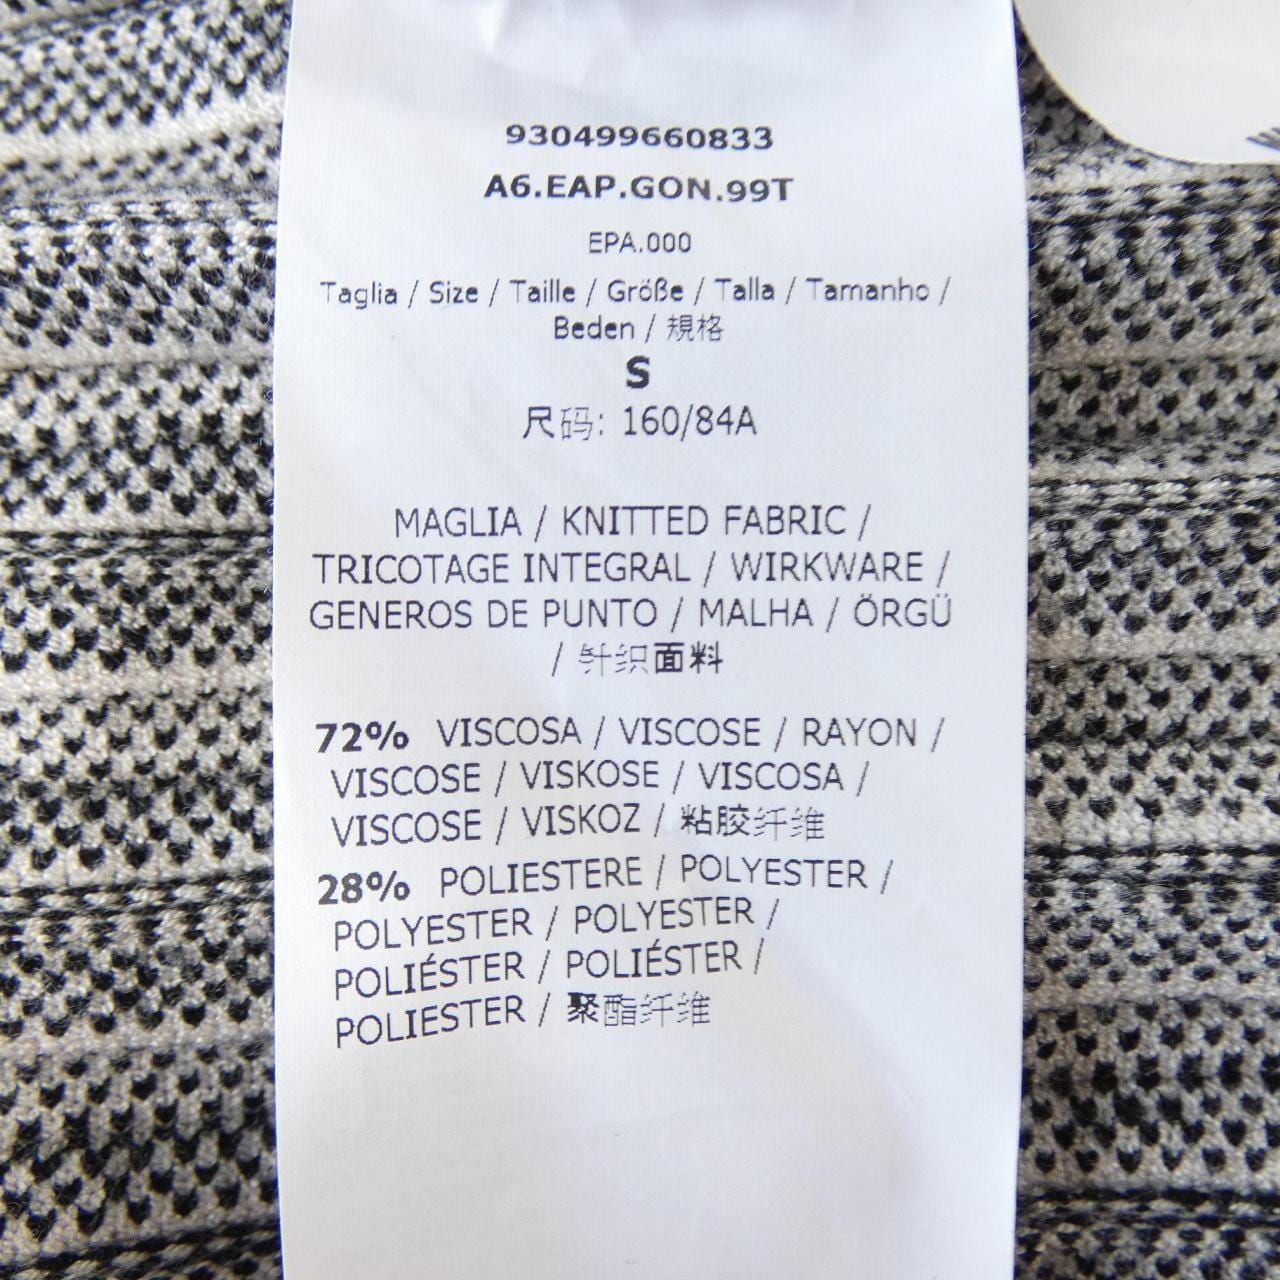 930499660833
A6.EAP.GON.99T
EPA.000
Taglia / Size / Taille / Größe / Talla / Tamanho /
Beden / 規格
S
尺码: 160/84A
MAGLIA / KNITTED FABRIC /
TRICOTAGE INTEGRAL / WIRKWARE /
GENEROS DE PUNTO / MALHA / ÖRGÜ
/ 针织面料
72% VISCOSA / VISCOSE / RAYON /
VISCOSE / VISKOSE / VISCOSA /
VISCOSE / VISKOZ / 粘胶纤维
28% POLIESTERE / POLYESTER /
POLYESTER / POLYESTER /
POLIÉSTER / POLIÉSTER /
POLIESTER / 聚酯纤维